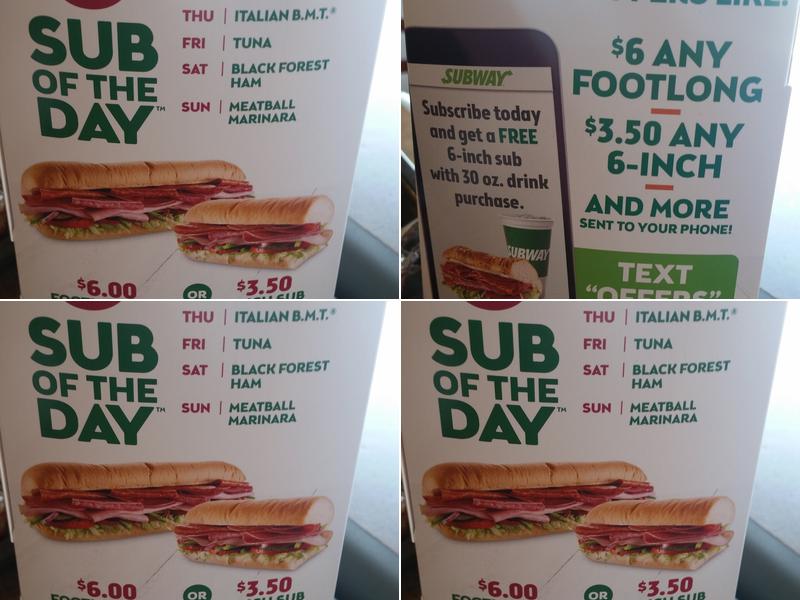 SUB
OF THE
DAY™
THU | ITALIAN B.M.T.®
FRI | TUNA
SAT | BLACK FOREST
HAM
SUN | MEATBALL
MARINARA
$6.00
OR
$3.50
SUBWAY
Subscribe today
and get a FREE
6-inch sub
with 30 oz. drink
purchase.
SUBWAY
$6 ANY
FOOTLONG
$3.50 ANY
6-INCH
AND MORE
SENT TO YOUR PHONE!
TEXT
"OFFERS"
SUB
OF THE
DAY™
THU | ITALIAN B.M.T.®
FRI | TUNA
SAT | BLACK FOREST
HAM
SUN | MEATBALL
MARINARA
$6.00
OR
$3.50
SUB
OF THE
DAY™
THU | ITALIAN B.M.T.®
FRI | TUNA
SAT | BLACK FOREST
HAM
SUN | MEATBALL
MARINARA
$6.00
OR
$3.50